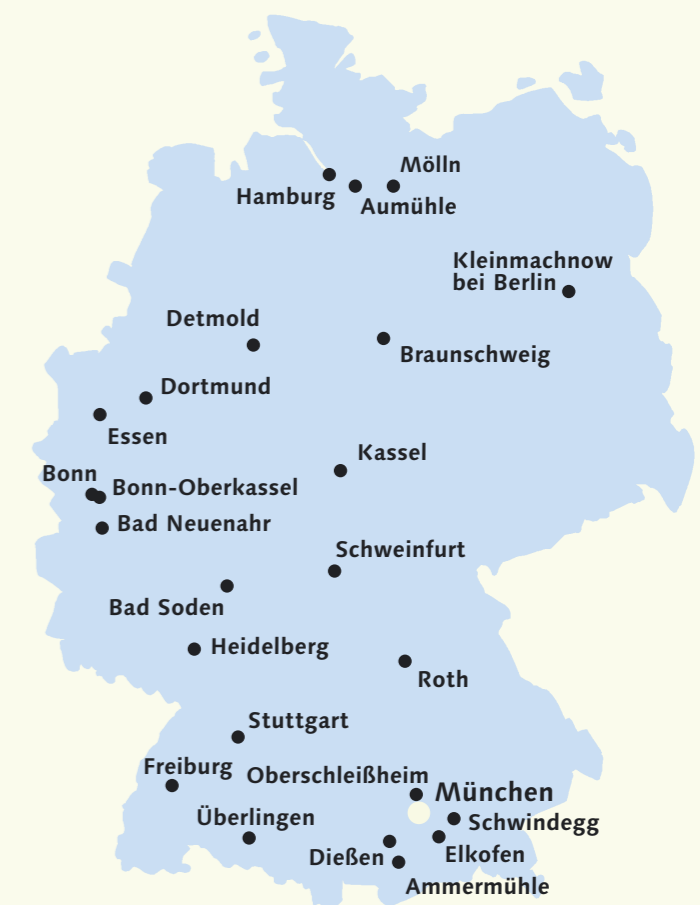 Mölln
Hamburg
Aumühle
Kleinmachnow
bei Berlin
Detmold
Braunschweig
Dortmund
Essen
Kassel
Bonn
Bonn-Oberkassel
Bad Neuenahr
Schweinfurt
Bad Soden
Heidelberg
Roth
Stuttgart
Freiburg
Oberschleißheim
München
Überlingen
Schwindegg
Dießen
Elkofen
Ammermühle